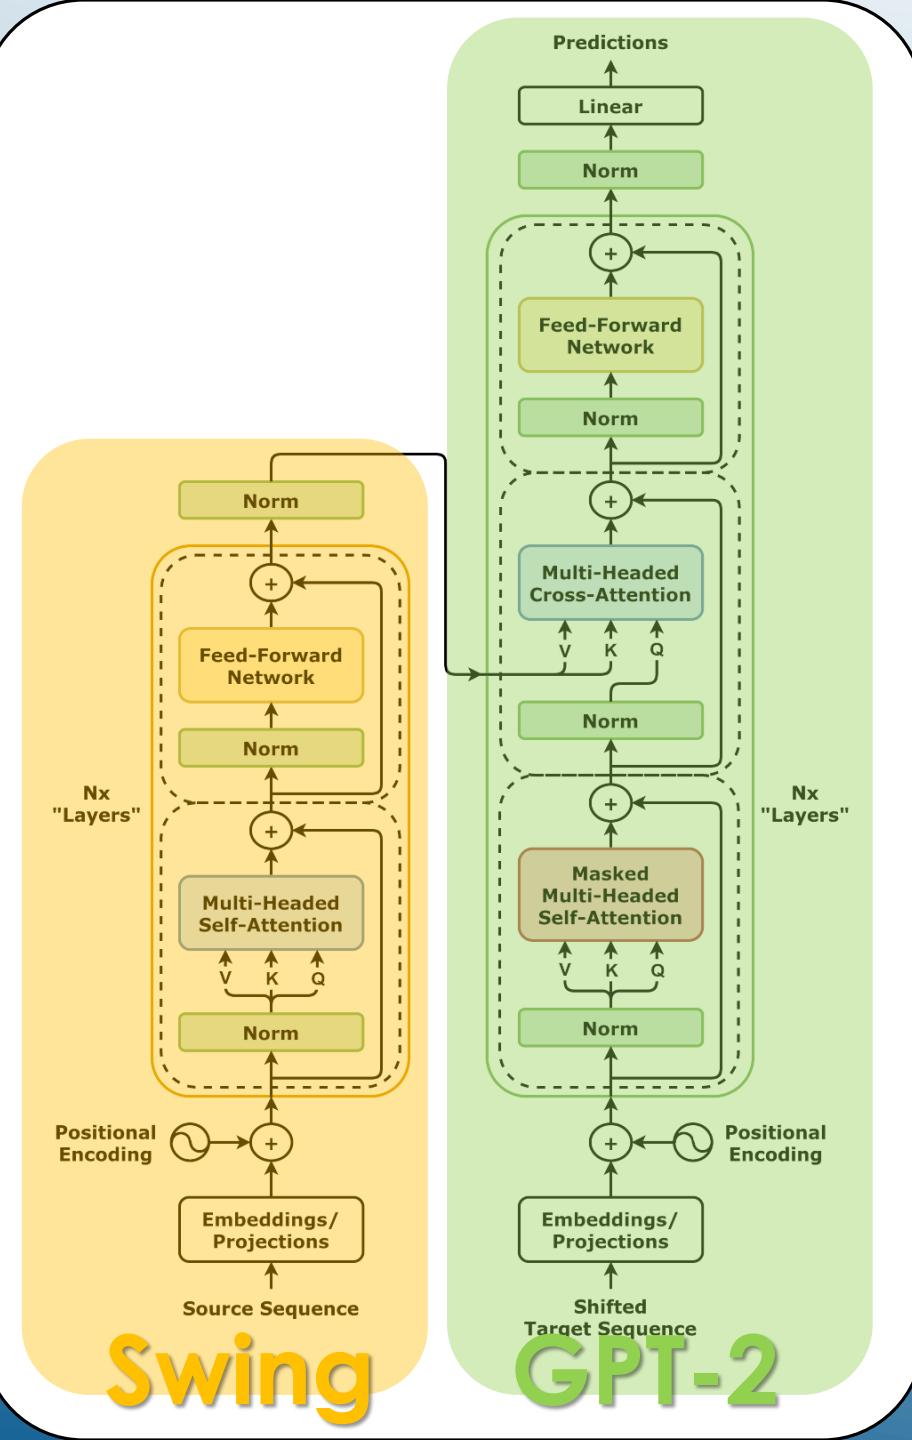 Predictions
Linear
Norm
+
Feed-Forward
Network
Norm
+
Multi-Headed
Cross-Attention
V K Q
Norm
+
Masked
Multi-Headed
Self-Attention
V K Q
Norm
Nx
"Layers"
+
Positional
Encoding
Embeddings/
Projections
Shifted
Target Sequence
GPT-2
Norm
+
Feed-Forward
Network
Norm
Nx
"Layers"
+
Multi-Headed
Self-Attention
V K Q
Norm
Positional
Encoding
+
Embeddings/
Projections
Source Sequence
Swing